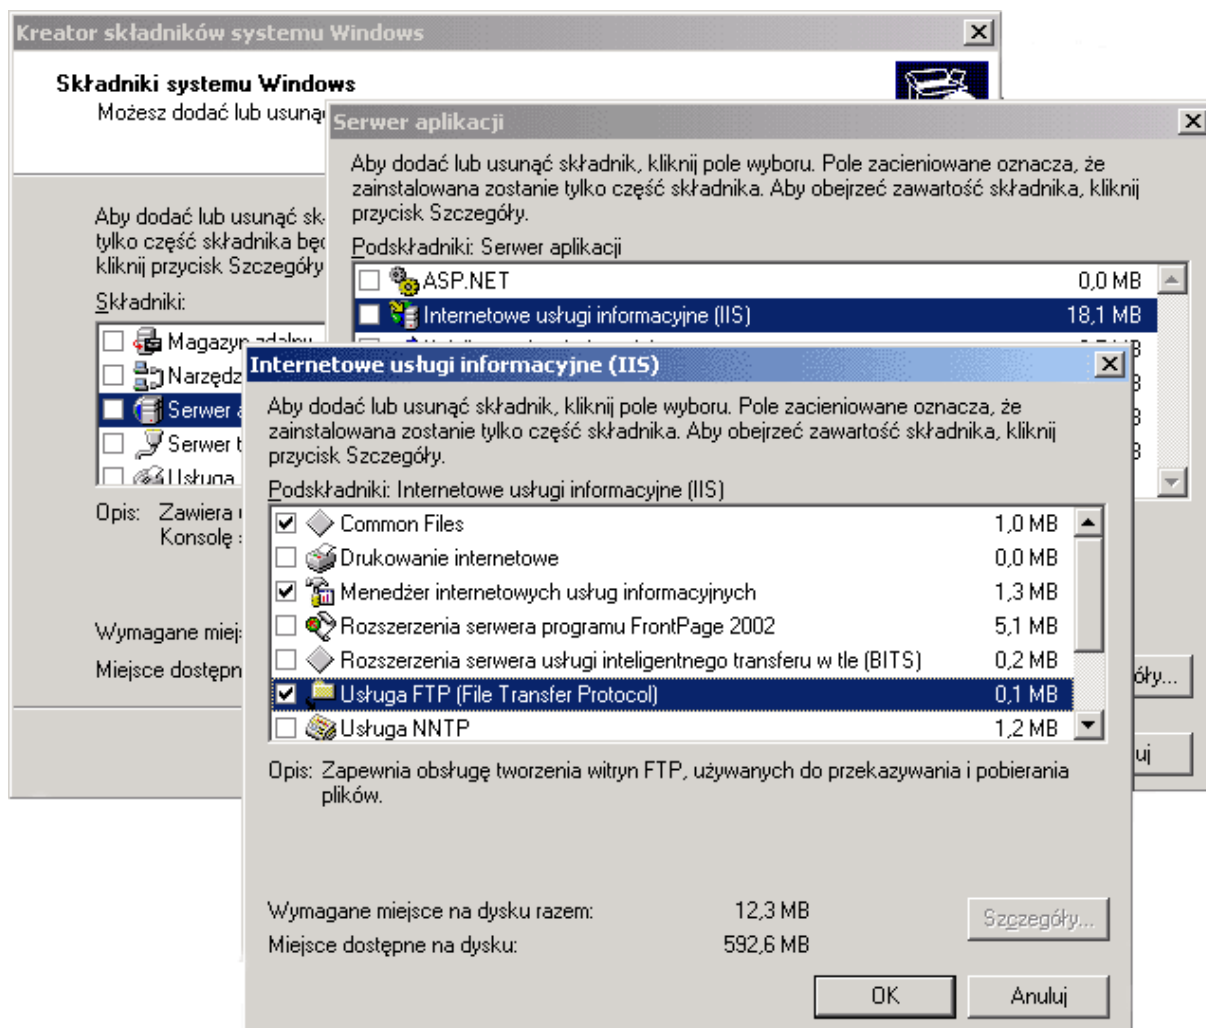 Kreator składników systemu Windows
Składniki systemu Windows
Możesz dodać lub usunąć
Aby dodać lub usunąć
tylko część składnika
kliknij przycisk Szczegóły
Składniki:
Magazyn zdalny
Serwer
Serwer
Usługa
Opis: Zawiera
Konsolę
Wymagane
Miejsce
Serwer aplikacji
Aby dodać lub usunąć składnik, kliknij pole wyboru. Pole zacieniowane oznacza, że
zainstalowana zostanie tylko część składnika. Aby obejrzeć zawartość składnika, kliknij
przycisk Szczegóły.
Podskładniki: Serwer aplikacji
ASP.NET 0,0 MB
Internetowe usługi informacyjne (IIS) 18,1 MB
Internetowe usługi informacyjne (IIS)
Aby dodać lub usunąć składnik, kliknij pole wyboru. Pole zacieniowane oznacza, że
zainstalowana zostanie tylko część składnika. Aby obejrzeć zawartość składnika, kliknij
przycisk Szczegóły.
Podskładniki: Internetowe usługi informacyjne (IIS)
Common Files 1,0 MB
Drukowanie internetowe 0,0 MB
Menedżer internetowych usług informacyjnych 1,3 MB
Rozszerzenia serwera programu FrontPage 2002 5,1 MB
Rozszerzenia serwera usługi inteligentnego transferu w tle (BITS) 0,2 MB
Usługa FTP (File Transfer Protocol) 0,1 MB
Usługa NNTP 1,2 MB
Opis: Zapewnia obsługę tworzenia witryn FTP, używanych do przekazywania i pobierania
plików.
Wymagane miejsce na dysku razem: 12,3 MB
Miejsce dostępne na dysku: 592,6 MB
Szczegóły...
OK
Anuluj